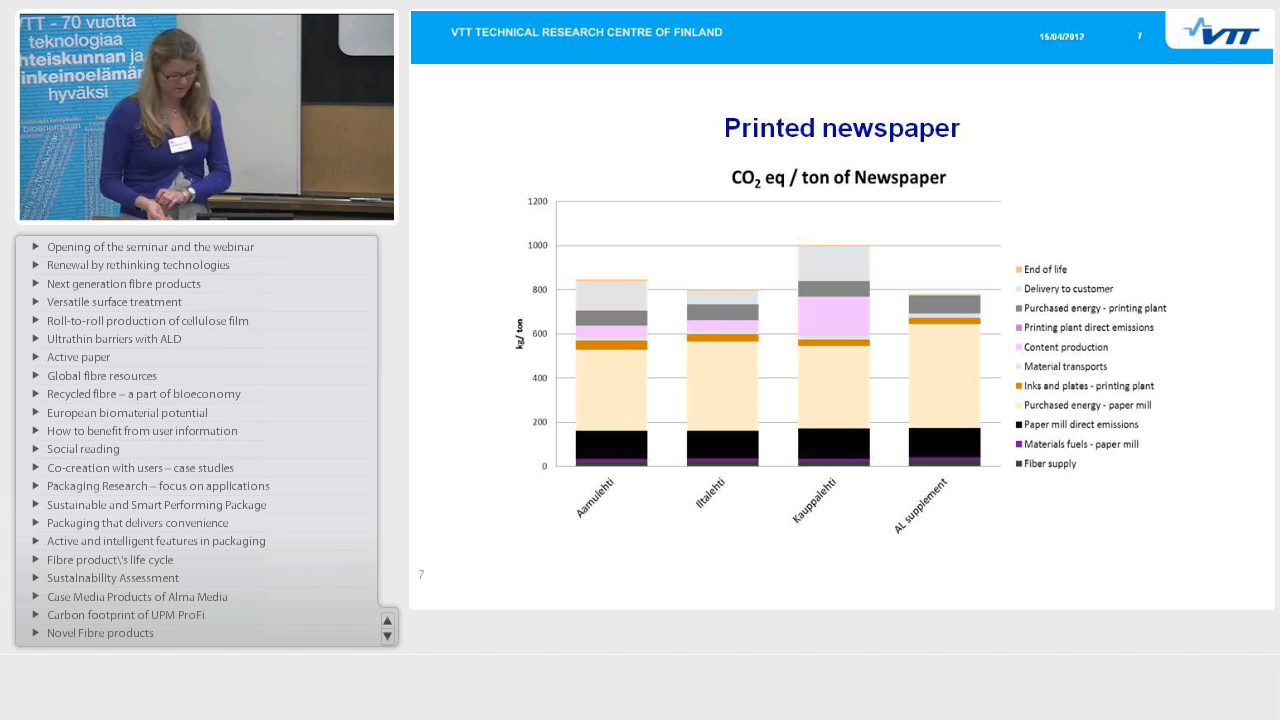 VTT - 70 vuotta
teknologiaa
hteiskunnan ja
inkeinoelämän
hyväksi
bioenergiaan
Opening of the seminar and the webinar
Renewal by rethinking technologies
Next generation fibre products
Versatile surface treatment
Roll-to-roll production of cellulose film
Ultrathin barriers with ALD
Active paper
Global fibre resources
Recycled fibre – a part of bioeconomy
European biomaterial potential
How to benefit from user information
Social reading
Co-creation with users – case studies
Packaging Research – focus on applications
Sustainable and Smart Performing Package
Packaging that delivers convenience
Active and intelligent features in packaging
Fibre product\'s life cycle
Sustainability Assessment
Case Media Products of Alma Media
Carbon footprint of UPM ProFi
Novel Fibre products
VTT TECHNICAL RESEARCH CENTRE OF FINLAND
15/04/2012
7
VTT
Printed newspaper
CO₂ eq / ton of Newspaper
1200
1000
800
600
400
200
0
kg/ ton
Aamulehti
Iltalehti
Kauppalehti
AL supplement
End of life
Delivery to customer
Purchased energy - printing plant
Printing plant direct emissions
Content production
Material transports
Inks and plates - printing plant
Purchased energy - paper mill
Paper mill direct emissions
Materials fuels - paper mill
Fiber supply
7